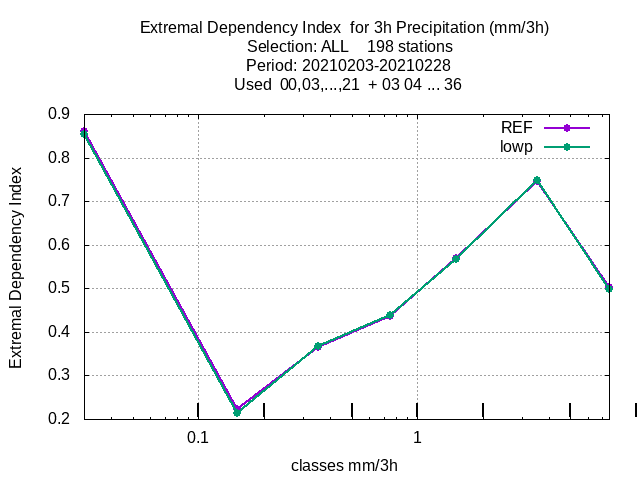 Extremal Dependency Index  for 3h Precipitation (mm/3h)
Selection: ALL    198 stations
Period: 20210203-20210228
Used  00,03,...,21  + 03 04 ... 36
REF
lowp
0.9
0.8
0.7
0.6
0.5
0.4
0.3
0.2
Extremal Dependency Index
0.1
1
classes mm/3h